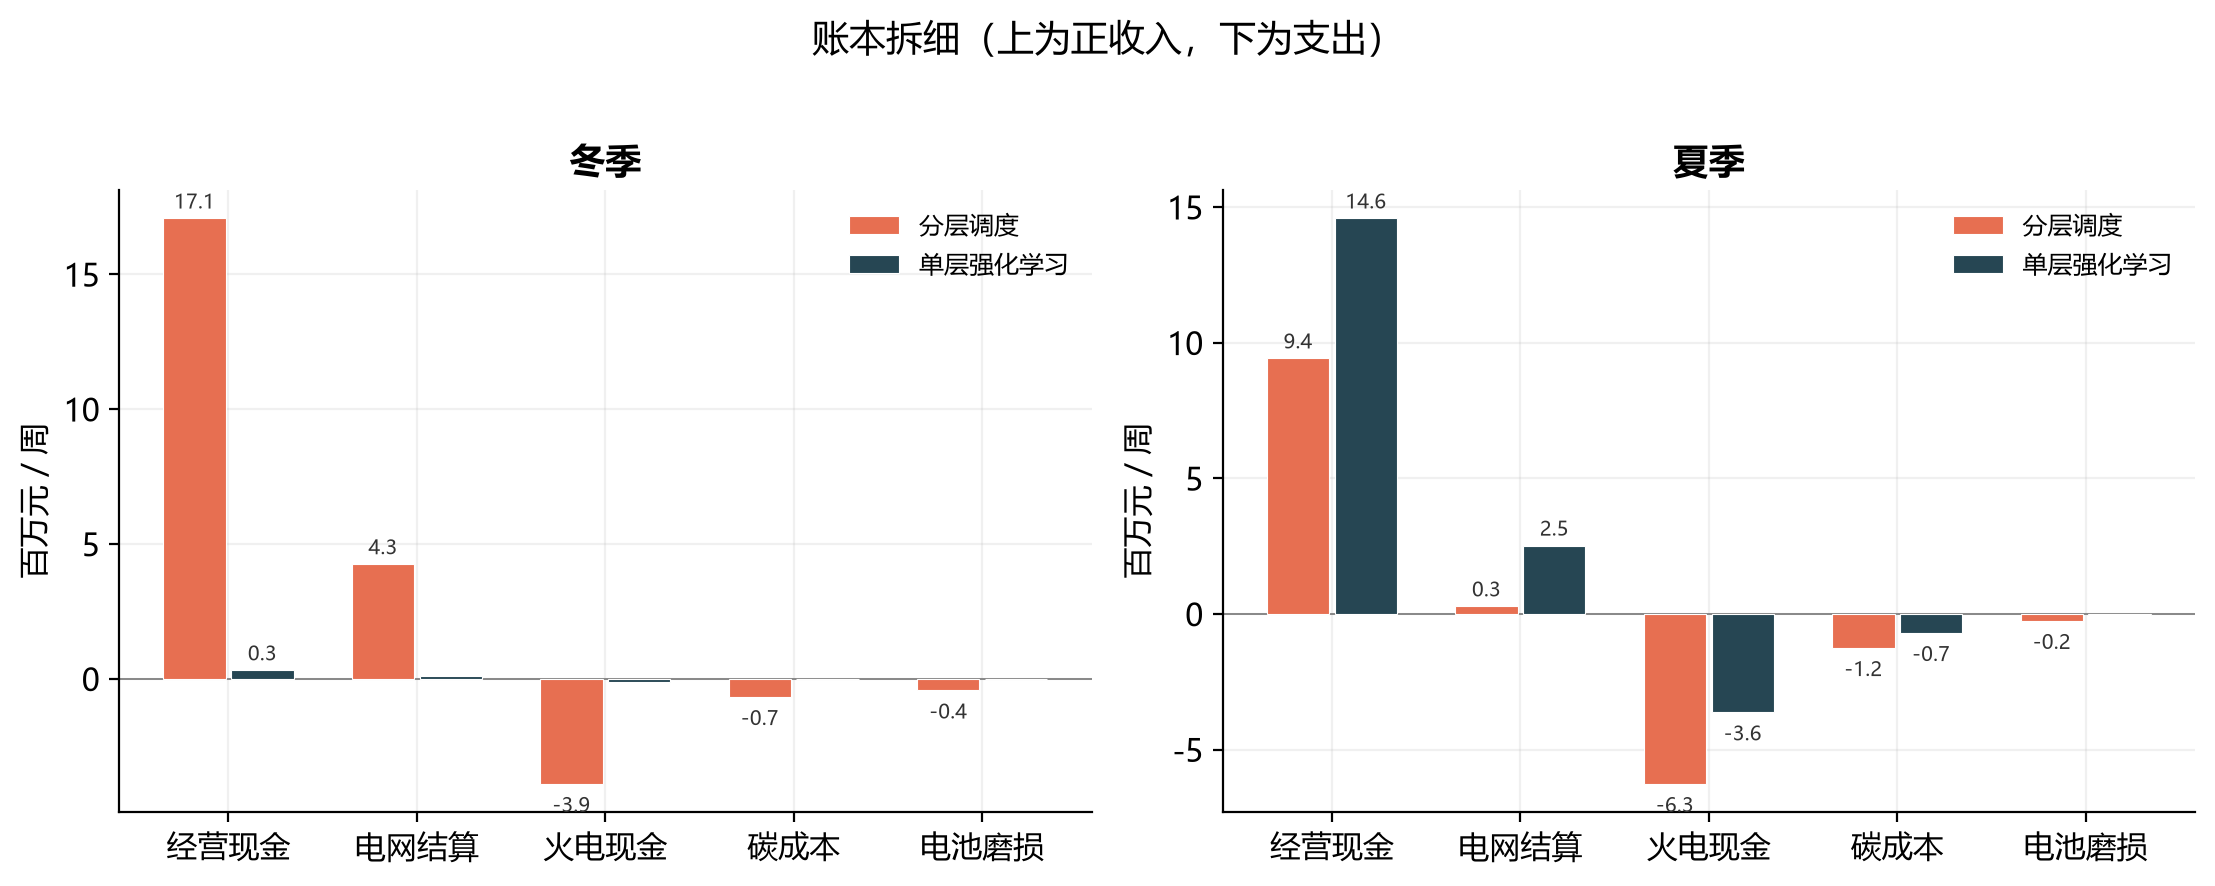 账本拆细（上为正收入，下为支出）
冬季
百万元 / 周
15
10
5
0
17.1
0.3
4.3
-3.9
-0.7
-0.4
分层调度
单层强化学习
经营现金
电网结算
火电现金
碳成本
电池磨损
夏季
百万元 / 周
15
10
5
0
-5
9.4
14.6
0.3
2.5
-6.3
-3.6
-1.2
-0.7
-0.2
分层调度
单层强化学习
经营现金
电网结算
火电现金
碳成本
电池磨损